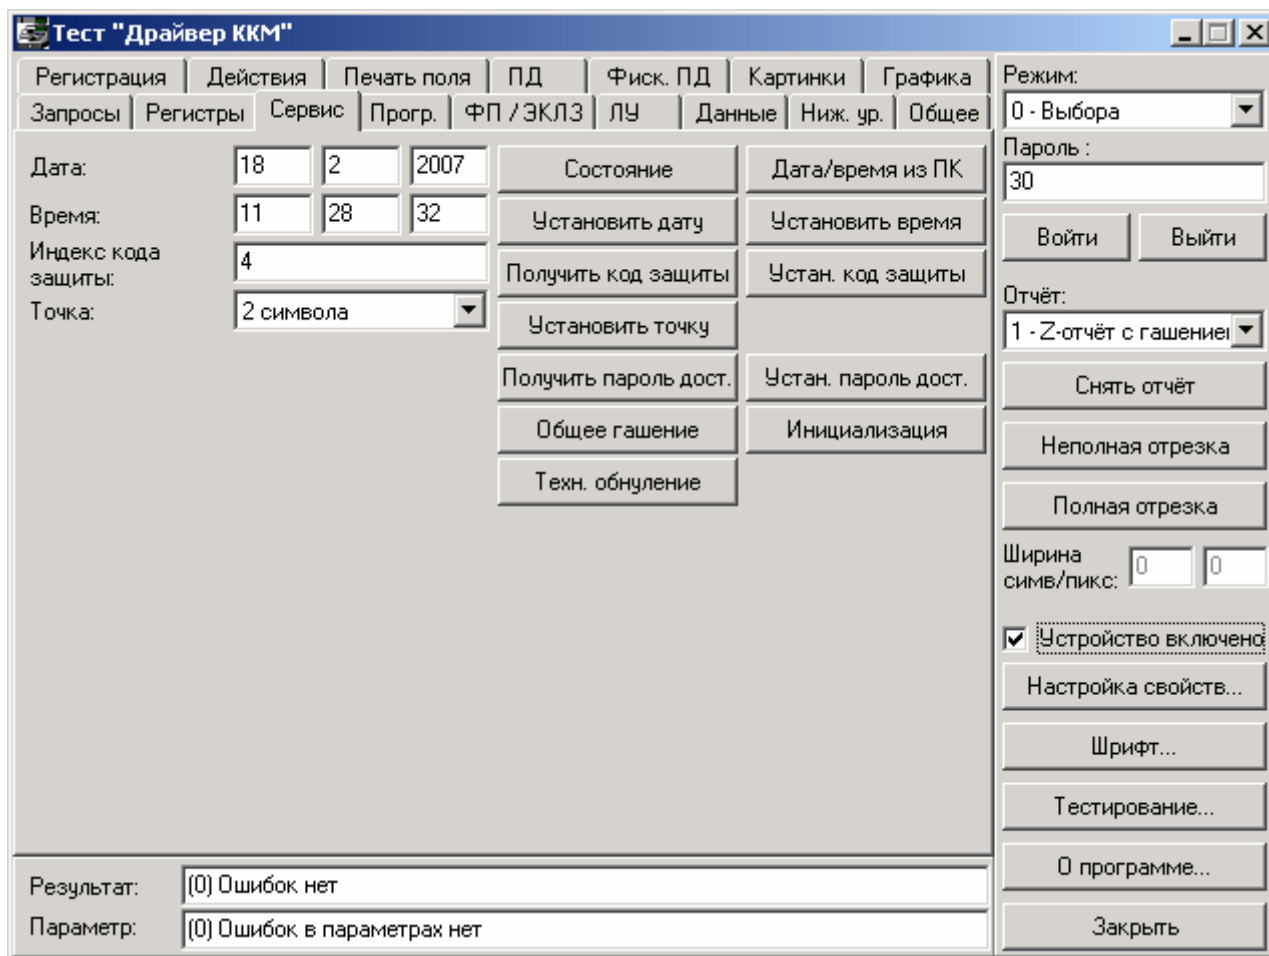 Тест "Драйвер ККМ"
Регистрация Действия Печать поля ПД Фиск. ПД Картинки Графика
Запросы Регистры Сервис Прогр. ФП / ЭКЛЗ ЛУ Данные Ниж. ур. Общее
Дата: 18 2 2007 Состояние Дата/время из ПК
Время: 11 28 32 Установить дату Установить время
Индекс кода
защиты: 4 Получить код защиты Устан. код защиты
Точка: 2 символа Установить точку
Получить пароль дост. Устан. пароль дост.
Общее гашение Инициализация
Техн. обнуление
Режим:
0 - Выбора
Пароль :
30
Войти Выйти
Отчёт:
1 - Z-отчёт с гашением
Снять отчёт
Неполная отрезка
Полная отрезка
Ширина
симв/пикс: 0 0
Устройство включено
Настройка свойств...
Шрифт...
Тестирование...
О программе...
Закрыть
Результат: (0) Ошибок нет
Параметр: (0) Ошибок в параметрах нет